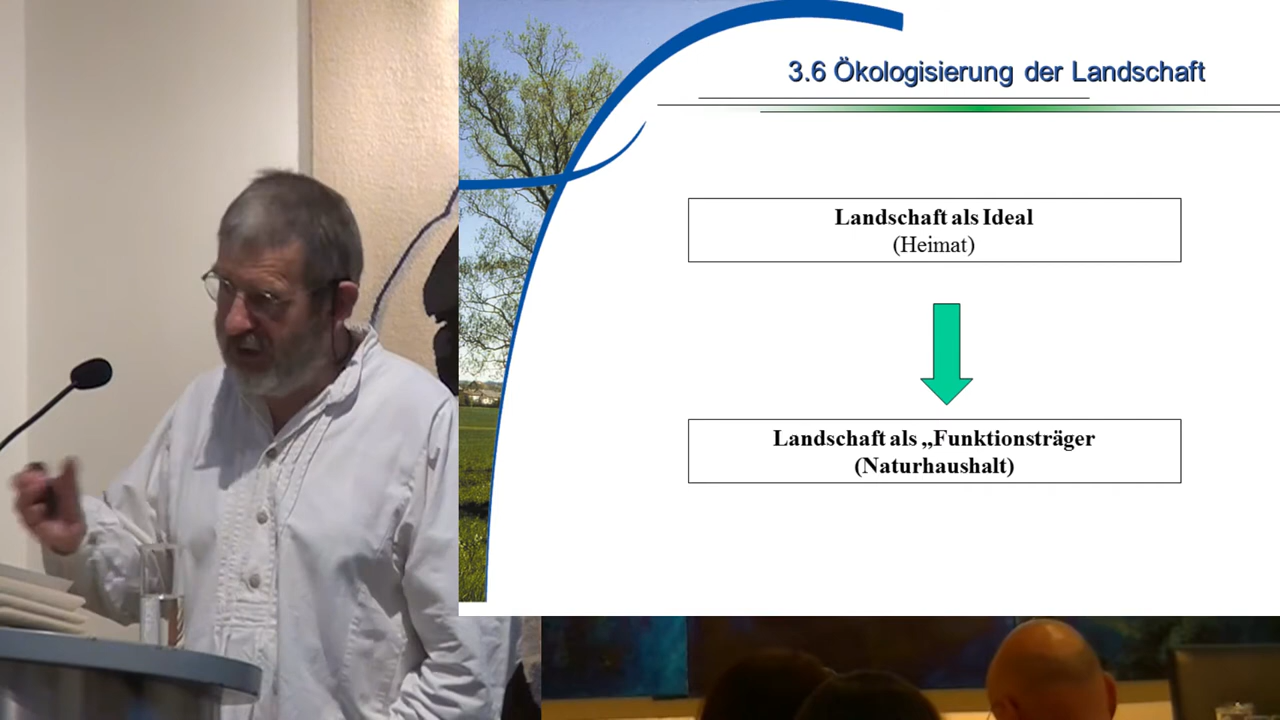 3.6 Ökologisierung der Landschaft
Landschaft als Ideal
(Heimat)
Landschaft als „Funktionsträger
(Naturhaushalt)